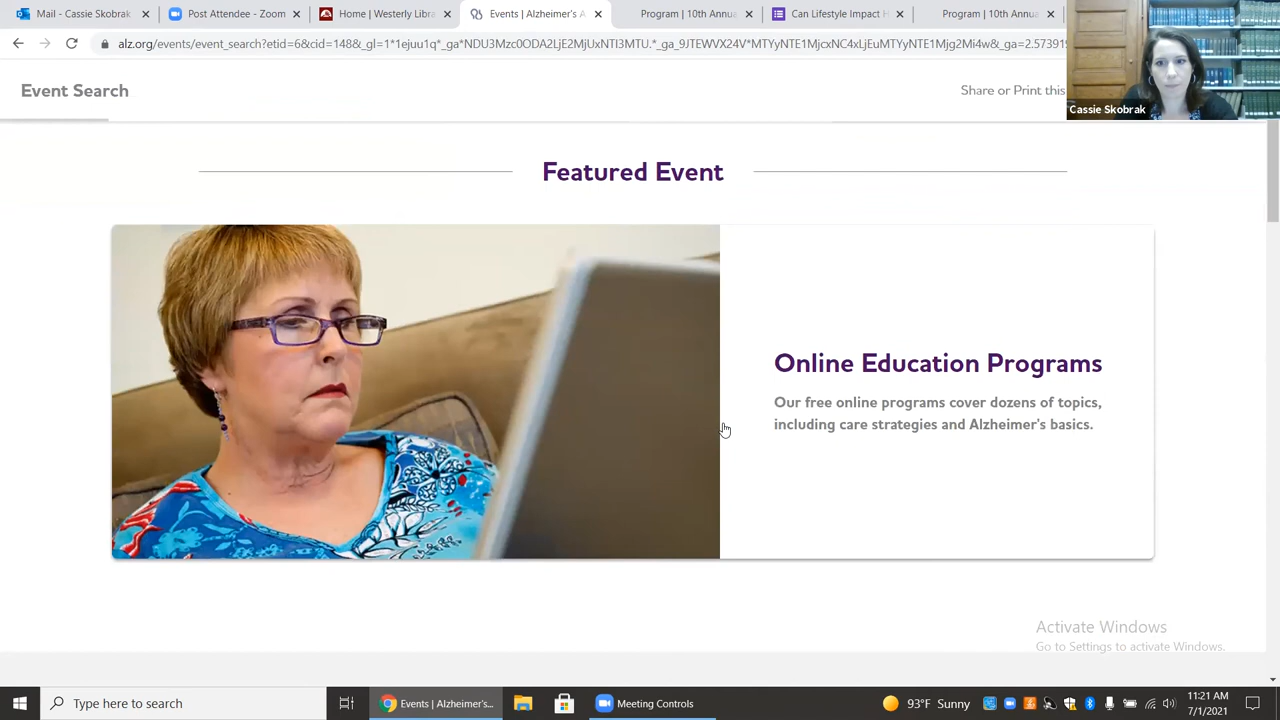 Mail - Cassie Skobrak
Post Attendee - Zoom
Home | Westerly Libra
Events | Alzheimer's A
Program | 10th Annu
Can Lifestyle Impact H
Program | 10th Annua
Event Search
Share or Print this
Cassie Skobrak
Featured Event
Online Education Programs
Our free online programs cover dozens of topics,
including care strategies and Alzheimer's basics.
Activate Windows
Go to Settings to activate Windows.
Type here to search
Events | Alzheimer's...
Meeting Controls
93°F Sunny
11:21 AM
7/1/2021